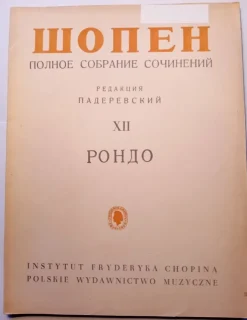 ШОПЕН
ПОЛНОЕ СОБРАНИЕ СОЧИНЕНИЙ
РЕДАКЦИЯ
ПАДЕРЕВСКИЙ
XII
РОНДО
INSTYTUT FRYDERYKA CHOPINA
POLSKIE WYDAWNICTWO MUZYCZNE